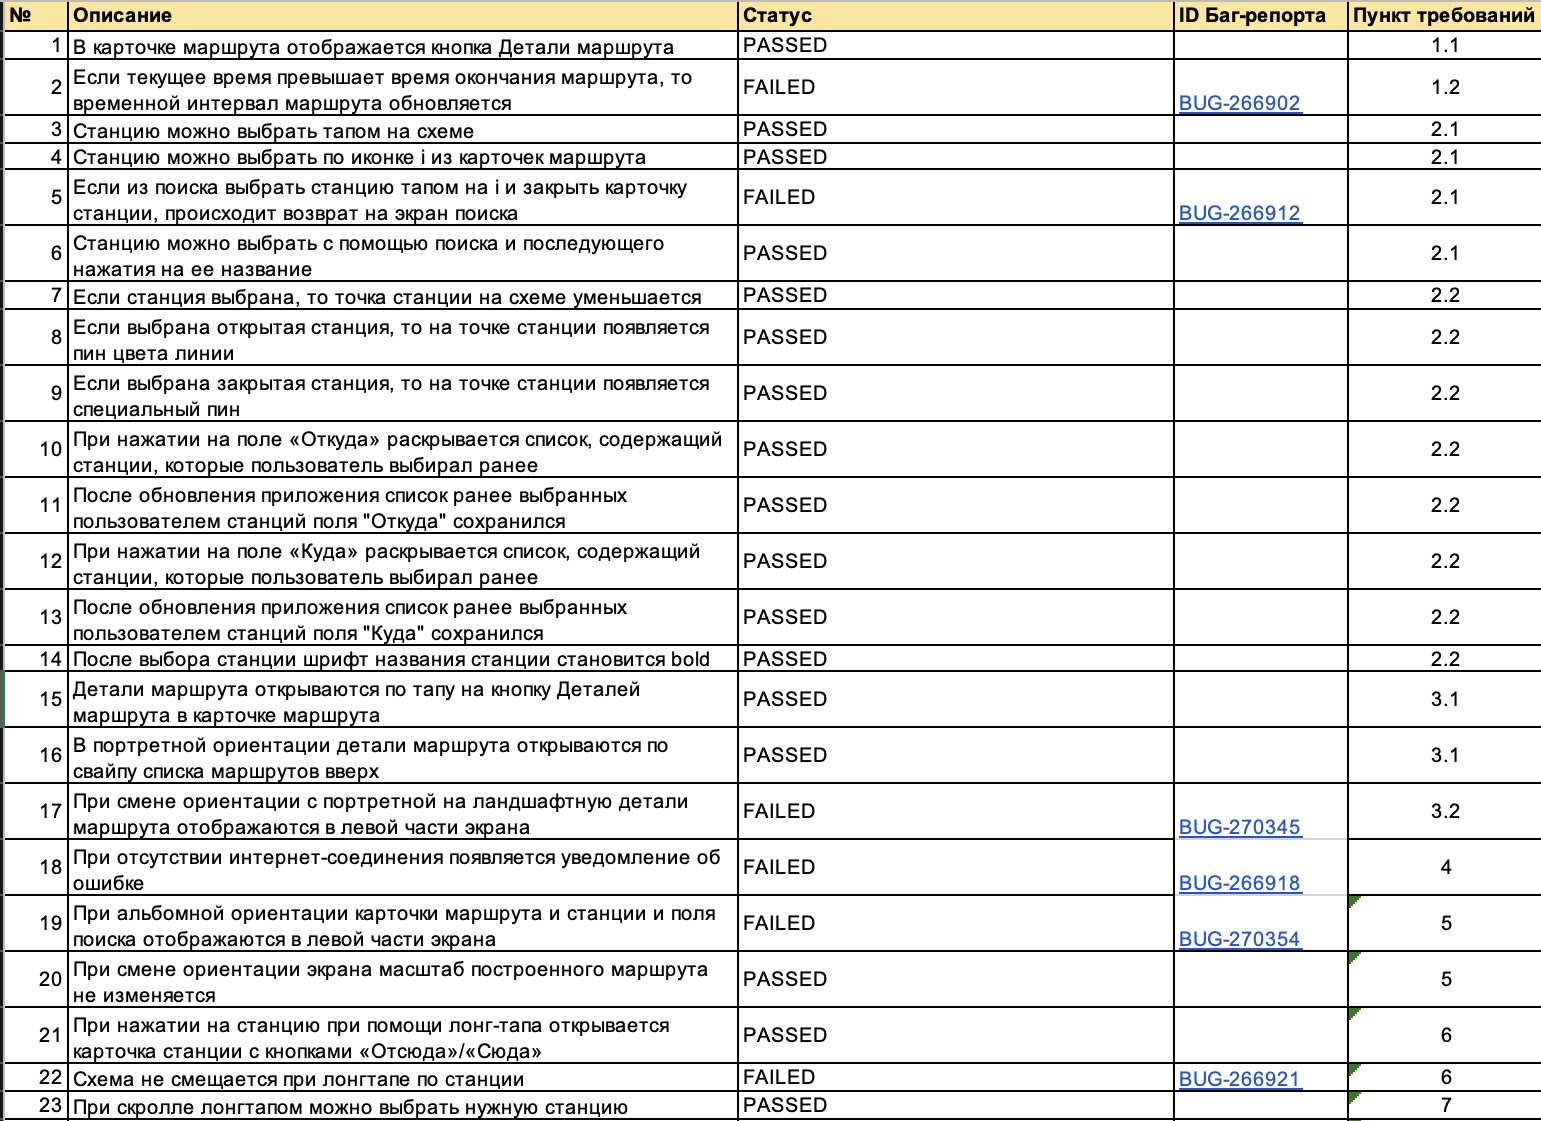 № Описание Статус ID Баг-репорта Пункт требований
1 В карточке маршрута отображается кнопка Детали маршрута PASSED 1.1
2 Если текущее время превышает время окончания маршрута, то
временной интервал маршрута обновляется FAILED BUG-266902 1.2
3 Станцию можно выбрать тапом на схеме PASSED 2.1
4 Станцию можно выбрать по иконке i из карточек маршрута PASSED 2.1
5 Если из поиска выбрать станцию тапом на i и закрыть карточку
станции, происходит возврат на экран поиска FAILED BUG-266912 2.1
6 Станцию можно выбрать с помощью поиска и последующего
нажатия на ее название PASSED 2.1
7 Если станция выбрана, то точка станции на схеме уменьшается PASSED 2.2
8 Если выбрана открытая станция, то на точке станции появляется
пин цвета линии PASSED 2.2
9 Если выбрана закрытая станция, то на точке станции появляется
специальный пин PASSED 2.2
10 При нажатии на поле «Откуда» раскрывается список, содержащий
станции, которые пользователь выбирал ранее PASSED 2.2
11 После обновления приложения список ранее выбранных
пользователем станций поля "Откуда" сохранился PASSED 2.2
12 При нажатии на поле «Куда» раскрывается список, содержащий
станции, которые пользователь выбирал ранее PASSED 2.2
13 После обновления приложения список ранее выбранных
пользователем станций поля "Куда" сохранился PASSED 2.2
14 После выбора станции шрифт названия станции становится bold PASSED 2.2
15 Детали маршрута открываются по тапу на кнопку Деталей
маршрута в карточке маршрута PASSED 3.1
16 В портретной ориентации детали маршрута открываются по
свайпу списка маршрутов вверх PASSED 3.1
17 При смене ориентации с портретной на ландшафтную детали
маршрута отображаются в левой части экрана FAILED BUG-270345 3.2
18 При отсутствии интернет-соединения появляется уведомление об
ошибке FAILED BUG-266918 4
19 При альбомной ориентации карточки маршрута и станции и поля
поиска отображаются в левой части экрана FAILED BUG-270354 5
20 При смене ориентации экрана масштаб построенного маршрута
не изменяется PASSED 5
21 При нажатии на станцию при помощи лонг-тапа открывается
карточка станции с кнопками «Отсюда»/«Сюда» PASSED 6
22 Схема не смещается при лонгтапе по станции FAILED BUG-266921 6
23 При скролле лонгтапом можно выбрать нужную станцию PASSED 7